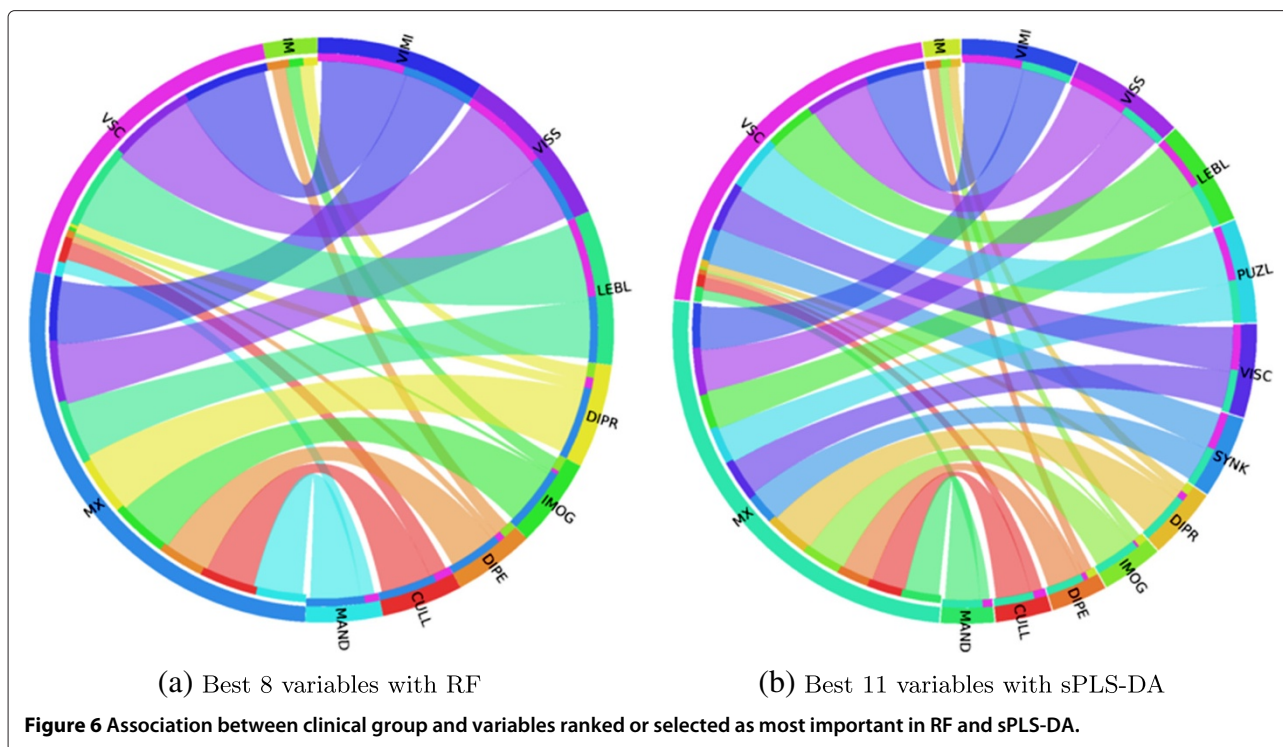 IM
VIMI
VISS
LEBL
DIPR
IMOG
DIPE
CULL
MAND
MX
VSC
(a) Best 8 variables with RF
IM
VIMI
VISS
LEBL
PUZL
VISC
SYNK
DIPR
IMOG
DIPE
CULL
MAND
MX
VSC
(b) Best 11 variables with sPLS-DA
Figure 6 Association between clinical group and variables ranked or selected as most important in RF and sPLS-DA.